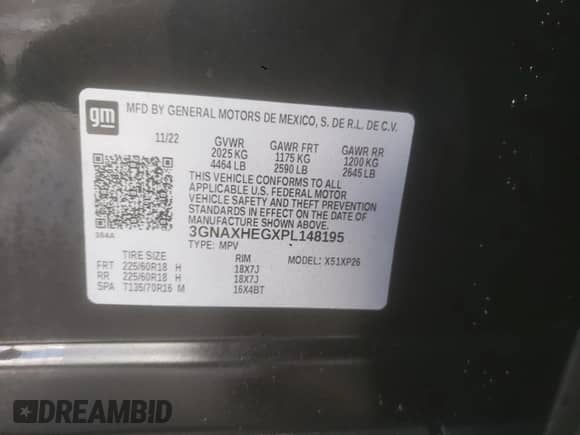 gm
MFD BY GENERAL MOTORS DE MEXICO, S. DE R.L. DE C.V.
11/22 GVWR GAWR FRT GAWR RR
2025 KG 1175 KG 1200 KG
4464 LB 2590 LB 2645 LB
THIS VEHICLE CONFORMS TO ALL
APPLICABLE U.S. FEDERAL MOTOR
VEHICLE SAFETY AND THEFT PREVENTION
STANDARDS IN EFFECT ON THE DATE OF
MANUFACTURE SHOWN ABOVE.
3GNAXHEGXPL148195
TYPE: MPV MODEL: X51XP26
TIRE SIZE RIM
FRT 225/60R18 H 18X7J
RR 225/60R18 H 18X7J
SPA T135/70R16 M 16X4BT
DREAMBID